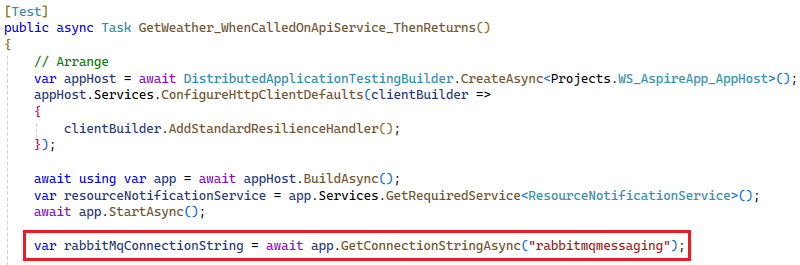 [Test]
public async Task GetWeather_WhenCalledOnApiService_ThenReturns()
{
    // Arrange
    var appHost = await DistributedApplicationTestingBuilder.CreateAsync<Projects.WS_AspireApp_AppHost>();
    appHost.Services.ConfigureHttpClientDefaults(clientBuilder =>
    {
        clientBuilder.AddStandardResilienceHandler();
    });
    await using var app = await appHost.BuildAsync();
    var resourceNotificationService = app.Services.GetRequiredService<ResourceNotificationService>();
    await app.StartAsync();
    var rabbitMqConnectionString = await app.GetConnectionStringAsync("rabbitmqmessaging");